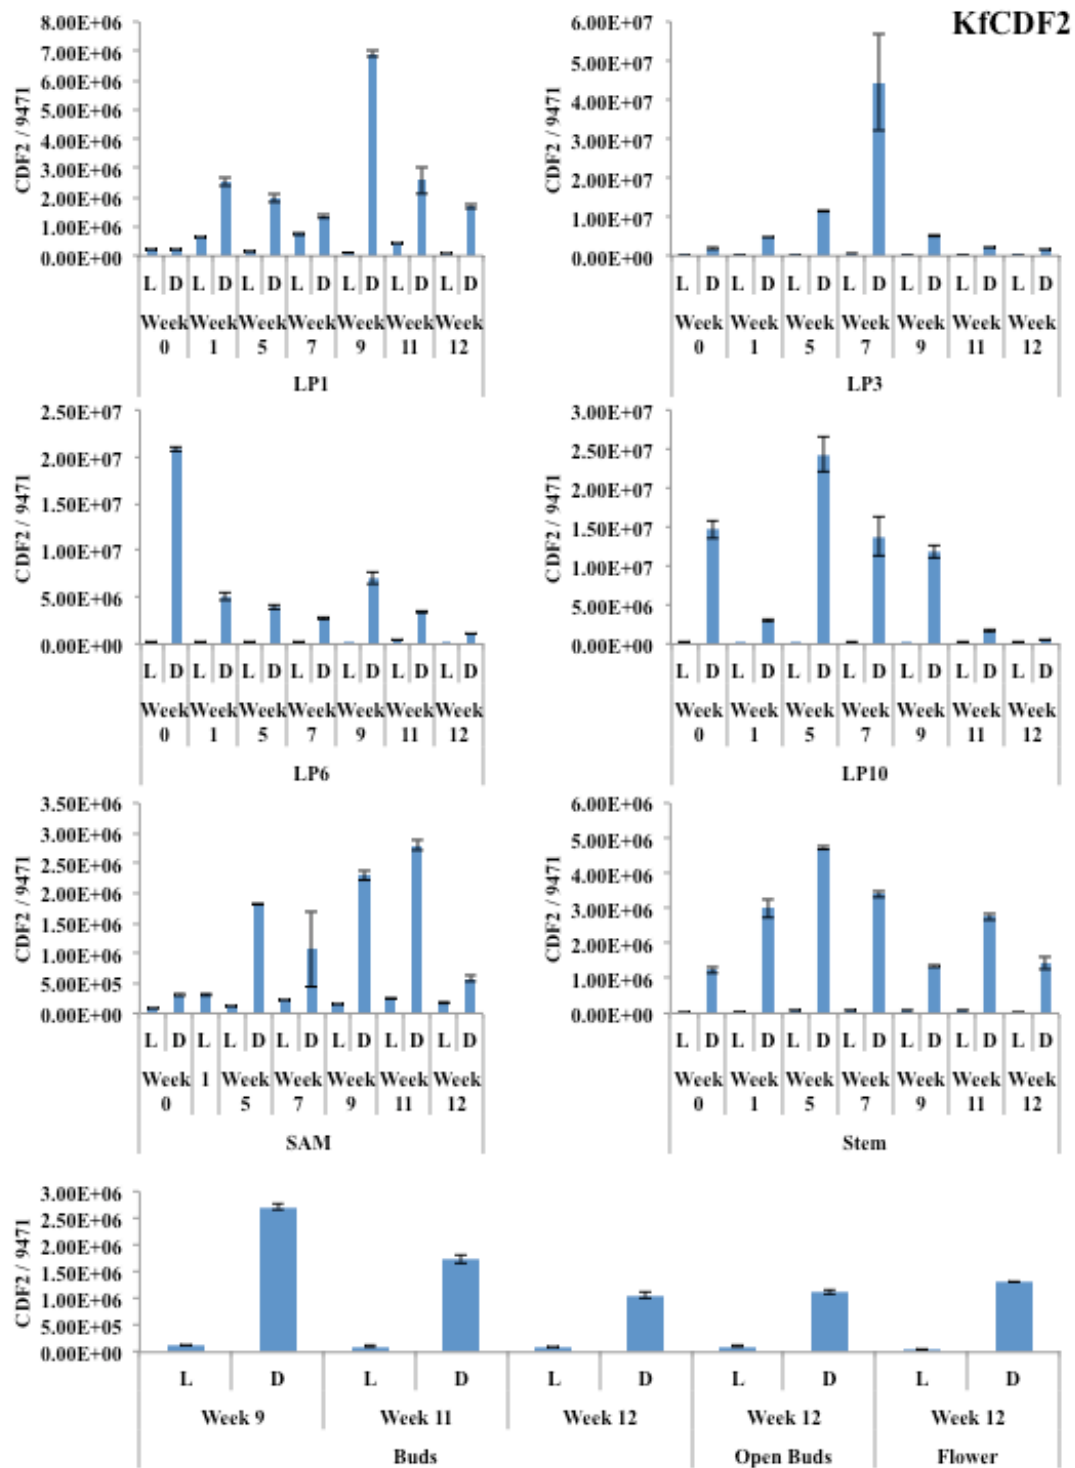 KfCDF2
8.00E+06
7.00E+06
6.00E+06
5.00E+06
4.00E+06
3.00E+06
2.00E+06
1.00E+06
0.00E+00
CDF2 / 9471
L D L D L D L D L D L D L D
Week Week Week Week Week Week Week
0 1 5 7 9 11 12
LP1
6.00E+07
5.00E+07
4.00E+07
3.00E+07
2.00E+07
1.00E+07
0.00E+00
CDF2 / 9471
L D L D L D L D L D L D L D
Week Week Week Week Week Week Week
0 1 5 7 9 11 12
LP3
2.50E+07
2.00E+07
1.50E+07
1.00E+07
5.00E+06
0.00E+00
CDF2 / 9471
L D L D L D L D L D L D L D
Week Week Week Week Week Week Week
0 1 5 7 9 11 12
LP6
3.00E+07
2.50E+07
2.00E+07
1.50E+07
1.00E+07
5.00E+06
0.00E+00
CDF2 / 9471
L D L D L D L D L D L D L D
Week Week Week Week Week Week Week
0 1 5 7 9 11 12
LP10
3.50E+06
3.00E+06
2.50E+06
2.00E+06
1.50E+06
1.00E+06
5.00E+05
0.00E+00
CDF2 / 9471
L D L L D L D L D L D L D
Week 1 Week Week Week Week Week
0 5 7 9 11 12
SAM
6.00E+06
5.00E+06
4.00E+06
3.00E+06
2.00E+06
1.00E+06
0.00E+00
CDF2 / 9471
L D L D L D L D L D L D L D
Week Week Week Week Week Week Week
0 1 5 7 9 11 12
Stem
3.00E+06
2.50E+06
2.00E+06
1.50E+06
1.00E+06
5.00E+05
0.00E+00
CDF2 / 9471
L D L D L D L D L D
Week 9 Week 11 Week 12 Week 12 Week 12
Buds Open Buds Flower